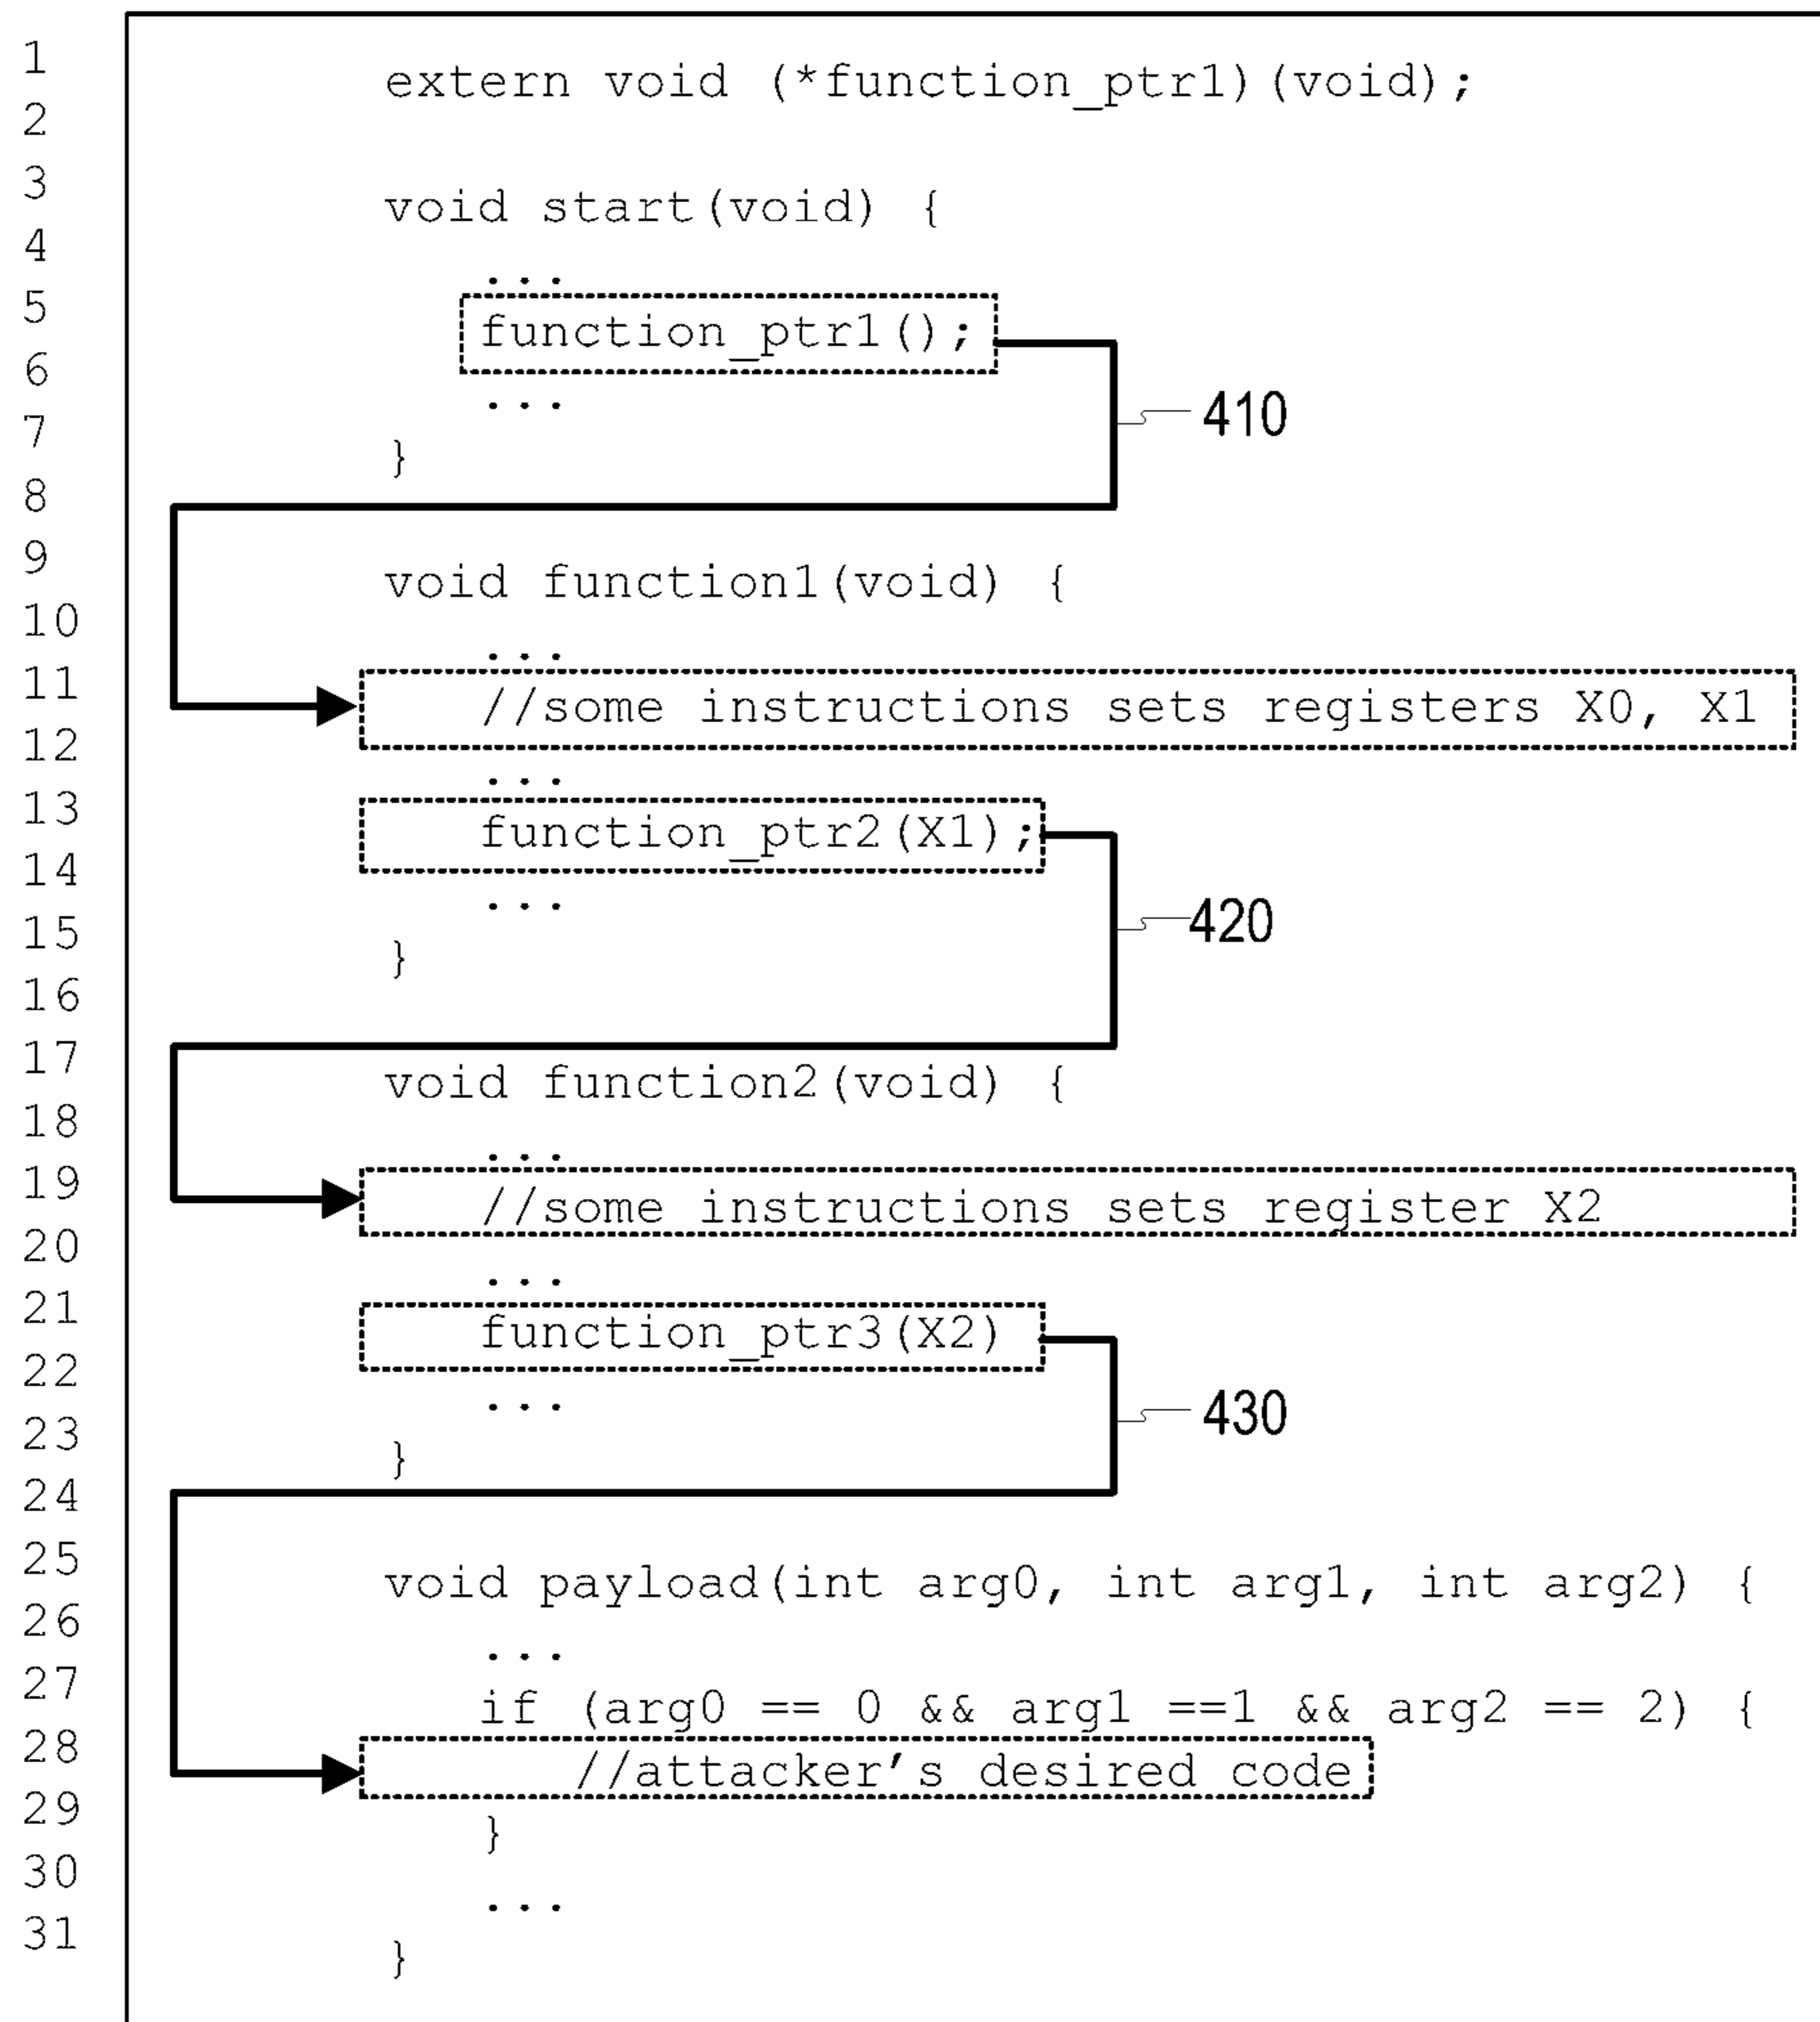 1 extern void (*function_ptr1)(void);
2
3 void start(void) {
4 ...
5 function_ptr1();
6 ...
7 }
8
9 void function1(void) {
10 ...
11 //some instructions sets registers X0, X1
12 ...
13 function_ptr2(X1);
14 ...
15 }
16
17 void function2(void) {
18 ...
19 //some instructions sets register X2
20 ...
21 function_ptr3(X2)
22 ...
23 }
24
25 void payload(int arg0, int arg1, int arg2) {
26 ...
27 if (arg0 == 0 && arg1 ==1 && arg2 == 2) {
28 //attacker’s desired code
29 }
30 ...
31 }
410
420
430